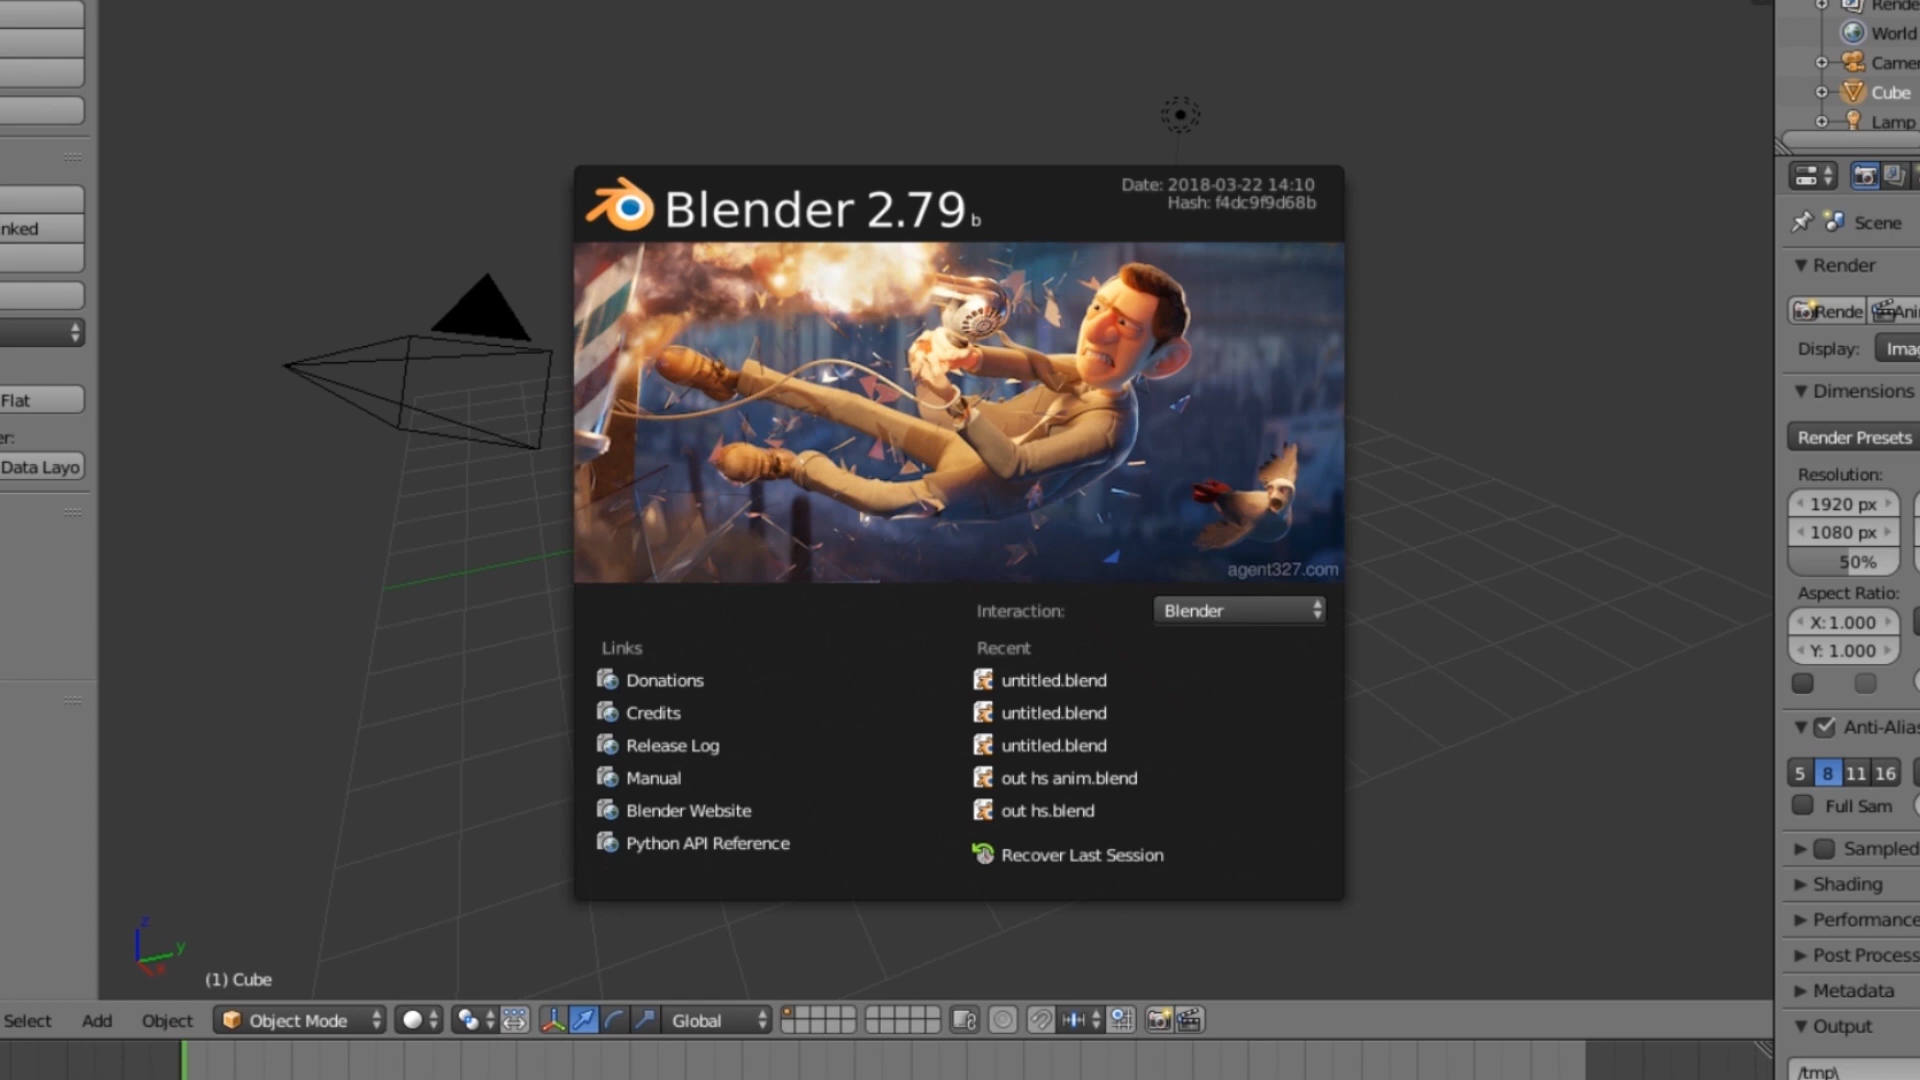 Blender 2.79 b
Date: 2018-03-22 14:10
Hash: f4dc9f9d68b
agent327.com
Interaction:
Blender
Links
Donations
Credits
Release Log
Manual
Blender Website
Python API Reference
Recent
untitled.blend
untitled.blend
untitled.blend
out hs anim.blend
out hs.blend
Recover Last Session
nked
Flat
er:
Data Layo
z
y
x
(1) Cube
Select
Add
Object
Object Mode
Global
Rende
World
Camer
Cube
Lamp
Scene
Render
Rende
Ani
Display:
Imag
Dimensions
Render Presets
Resolution:
1920 px
1080 px
50%
Aspect Ratio:
X: 1.000
Y: 1.000
Anti-Alias
5 8 11 16
Full Sam
Sampled
Shading
Performance
Post Process
Metadata
Output
/tmp\